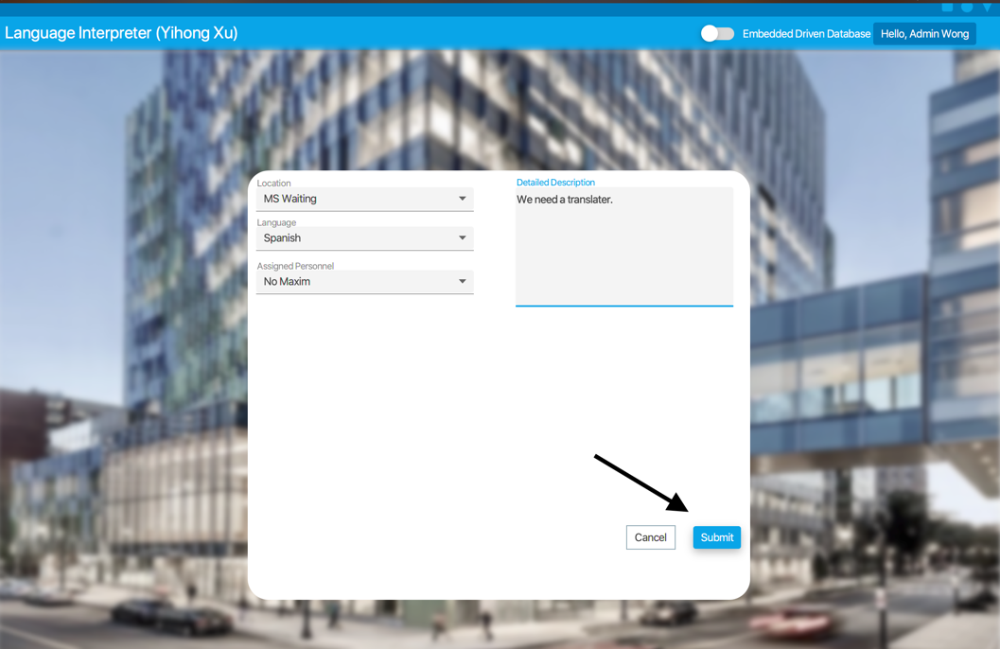 Language Interpreter (Yihong Xu)
Embedded Driven Database
Hello, Admin Wong
Location
MS Waiting
Language
Spanish
Assigned Personnel
No Maxim
Detailed Description
We need a translater.
Cancel
Submit